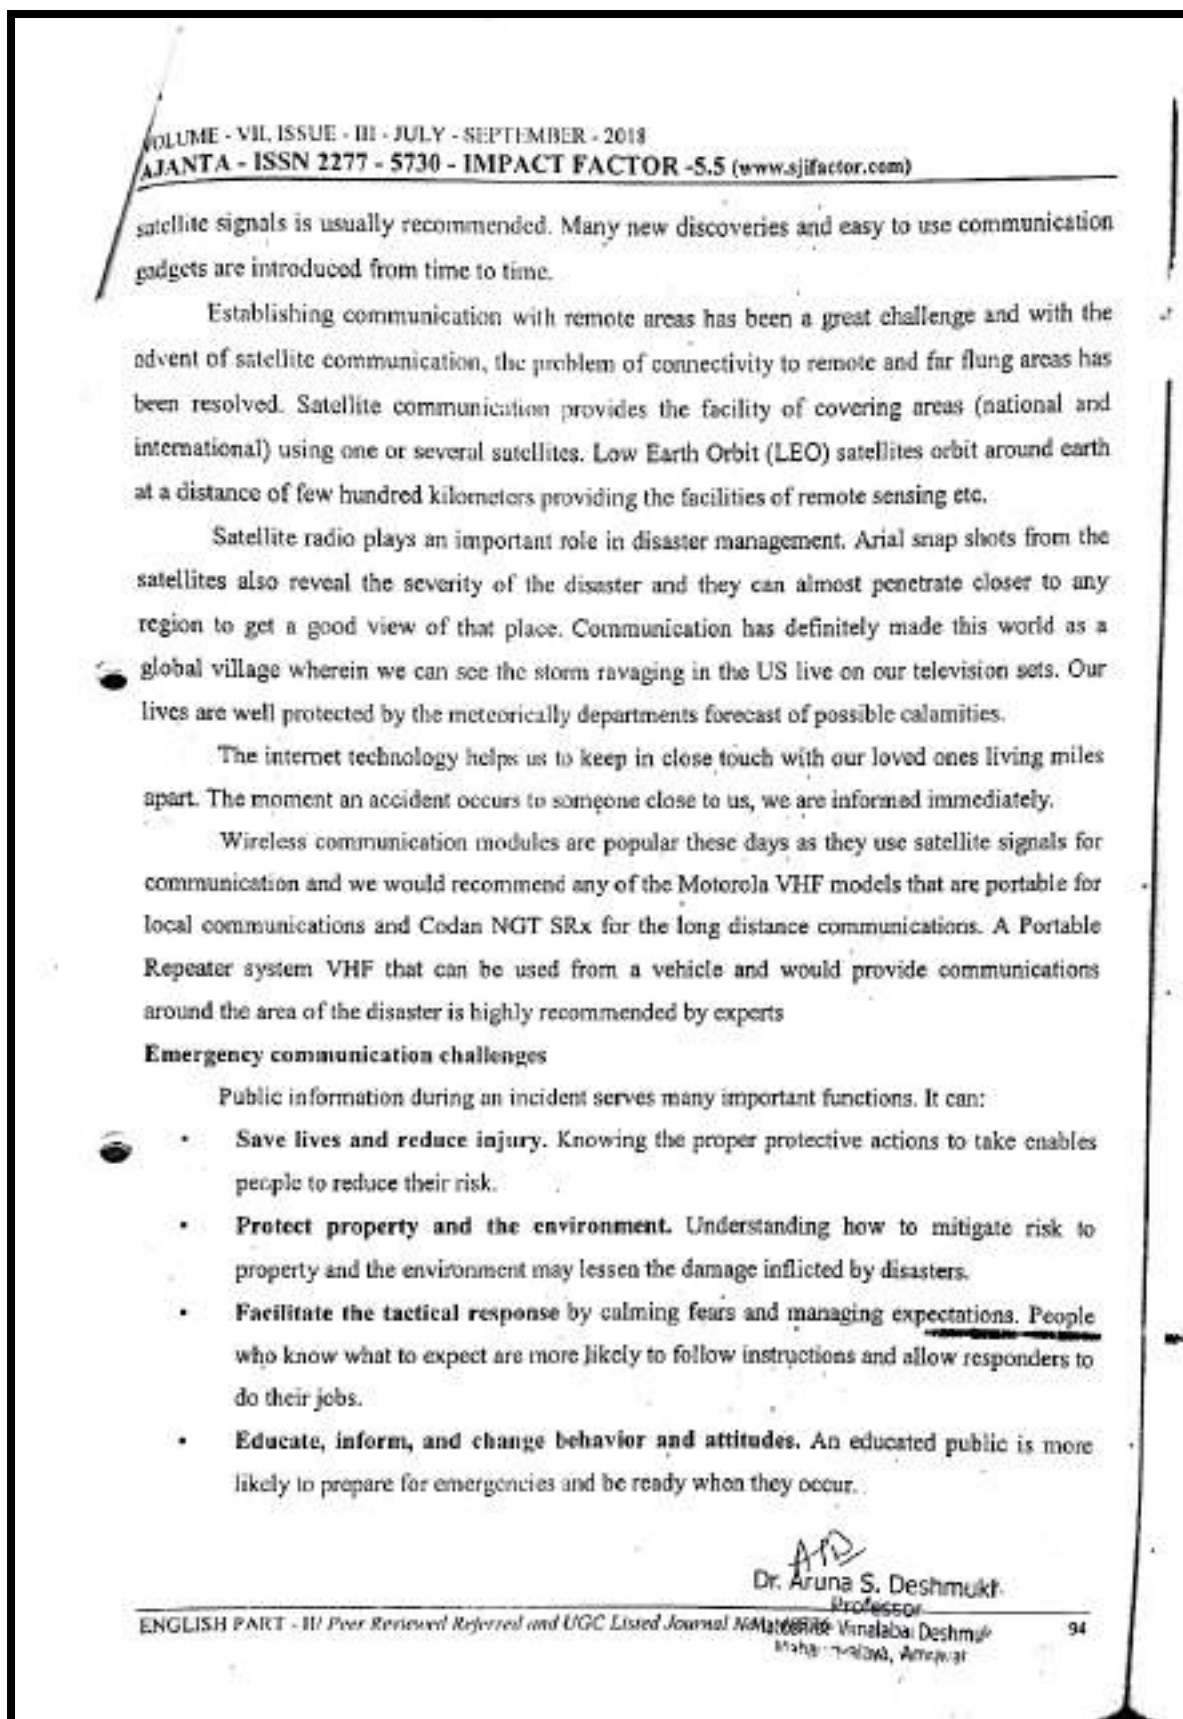 VOLUME - VII, ISSUE - III - JULY - SEPTEMBER - 2018
AJANTA - ISSN 2277 - 5730 - IMPACT FACTOR -5.5 (www.sjifactor.com)
satellite signals is usually recommended. Many new discoveries and easy to use communication
gadgets are introduced from time to time.
Establishing communication with remote areas has been a great challenge and with the
advent of satellite communication, the problem of connectivity to remote and far flung areas has
been resolved. Satellite communication provides the facility of covering areas (national and
international) using one or several satellites. Low Earth Orbit (LEO) satellites orbit around earth
at a distance of few hundred kilometers providing the facilities of remote sensing etc.
Satellite radio plays an important role in disaster management. Arial snap shots from the
satellites also reveal the severity of the disaster and they can almost penetrate closer to any
region to get a good view of that place. Communication has definitely made this world as a
global village wherein we can see the storm ravaging in the US live on our television sets. Our
lives are well protected by the meteorically departments forecast of possible calamities.
The internet technology helps us to keep in close touch with our loved ones living miles
apart. The moment an accident occurs to someone close to us, we are informed immediately.
Wireless communication modules are popular these days as they use satellite signals for
communication and we would recommend any of the Motorola VHF models that are portable for
local communications and Codan NGT SRx for the long distance communications. A Portable
Repeater system VHF that can be used from a vehicle and would provide communications
around the area of the disaster is highly recommended by experts
Emergency communication challenges
Public information during an incident serves many important functions. It can:
• Save lives and reduce injury. Knowing the proper protective actions to take enables
people to reduce their risk.
• Protect property and the environment. Understanding how to mitigate risk to
property and the environment may lessen the damage inflicted by disasters.
• Facilitate the tactical response by calming fears and managing expectations. People
who know what to expect are more likely to follow instructions and allow responders to
do their jobs.
• Educate, inform, and change behavior and attitudes. An educated public is more
likely to prepare for emergencies and be ready when they occur.
Dr. Aruna S. Deshmukh
Professor
ENGLISH PART - II/ Peer Reviewed Referred and UGC Listed Journal 94
Vimalabai Deshmuk